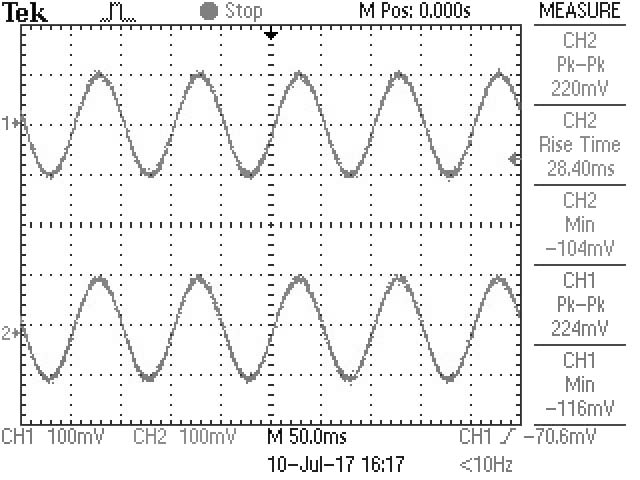 Tek Stop M Pos: 0.000s MEASURE
CH2
Pk-Pk
220mV
CH2
Rise Time
28.40ms
CH2
Min
-104mV
CH1
Pk-Pk
224mV
CH1
Min
-116mV
1
2
CH1 100mV CH2 100mV M 50.0ms CH1 -70.6mV
10-Jul-17 16:17 <10Hz